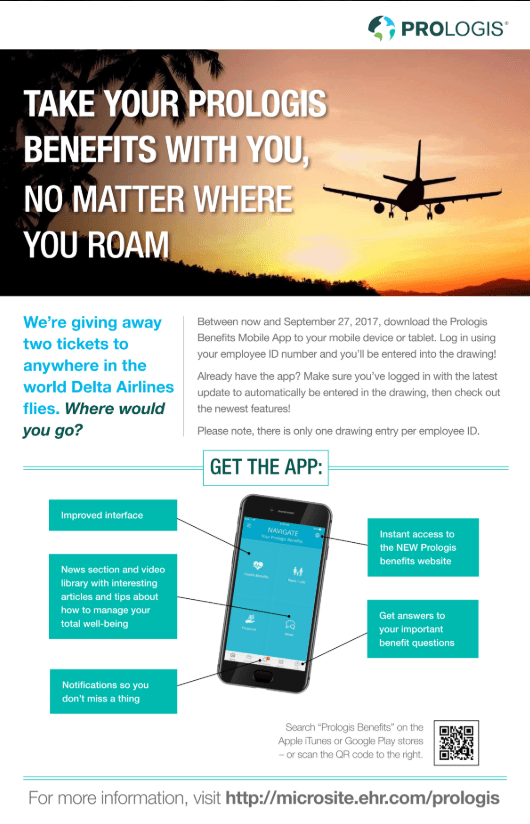 PROLOGIS®
TAKE YOUR PROLOGIS
BENEFITS WITH YOU,
NO MATTER WHERE
YOU ROAM
We're giving away
two tickets to
anywhere in the
world Delta Airlines
flies. Where would
you go?
Between now and September 27, 2017, download the Prologis
Benefits Mobile App to your mobile device or tablet. Log in using
your employee ID number and you'll be entered into the drawing!
Already have the app? Make sure you've logged in with the latest
update to automatically be entered in the drawing, then check out
the newest features!
Please note, there is only one drawing entry per employee ID.
GET THE APP:
Improved interface
News section and video
library with interesting
articles and tips about
how to manage your
total well-being
Notifications so you
don't miss a thing
NAVIGATE
Your Prologis Benefits
Instant access to
the NEW Prologis
benefits website
Get answers to
your important
benefit questions
Search "Prologis Benefits" on the
Apple iTunes or Google Play stores
– or scan the QR code to the right.
For more information, visit http://microsite.ehr.com/prologis